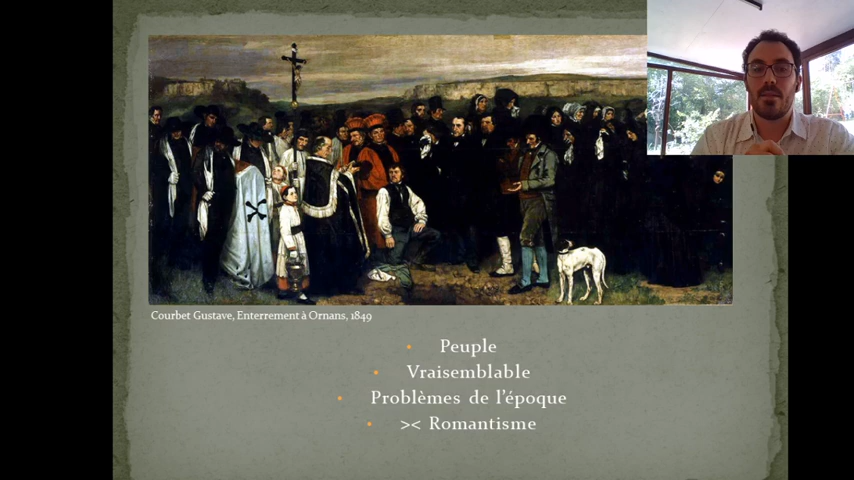 Courbet Gustave, Enterrement à Ornans, 1849
• Peuple
• Vraisemblable
• Problèmes de l'époque
• >< Romantisme